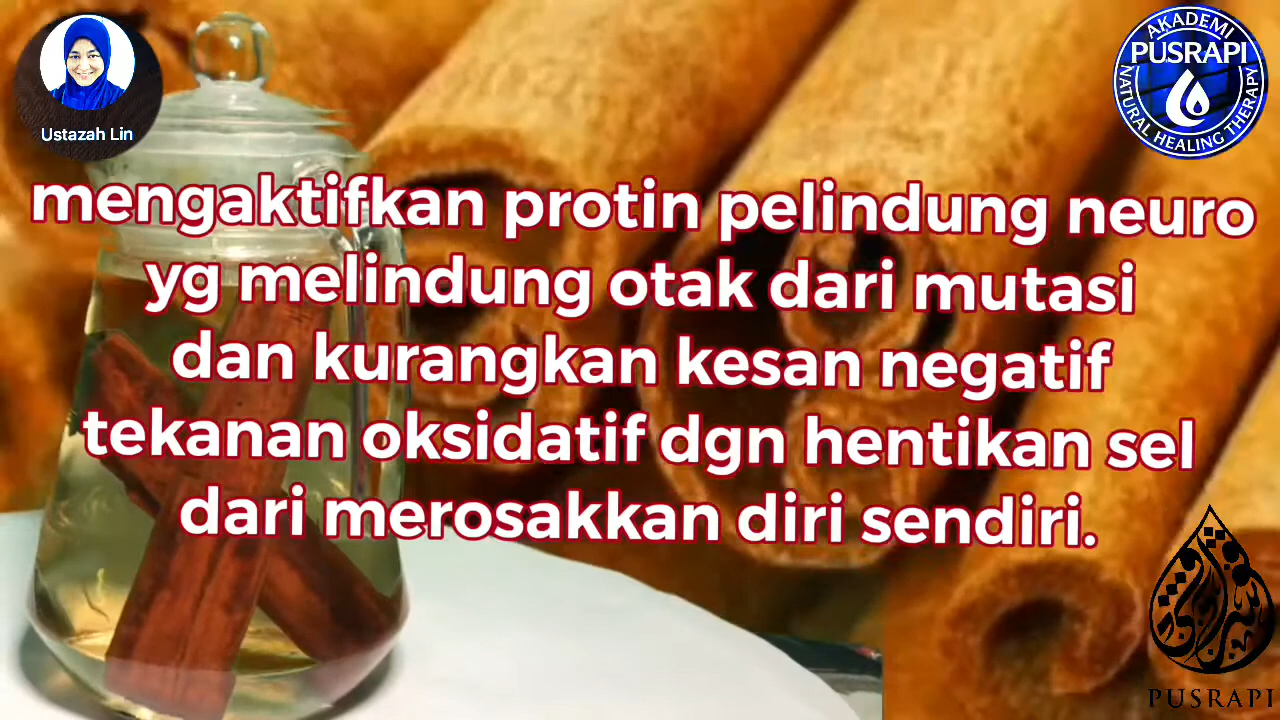 Ustazah Lin
AKADEMI
PUSRAPI
NATURAL HEALING THERAPY
mengaktifkan protin pelindung neuro
yg melindung otak dari mutasi
dan kurangkan kesan negatif
tekanan oksidatif dgn hentikan sel
dari merosakkan diri sendiri.
PUSRAPI